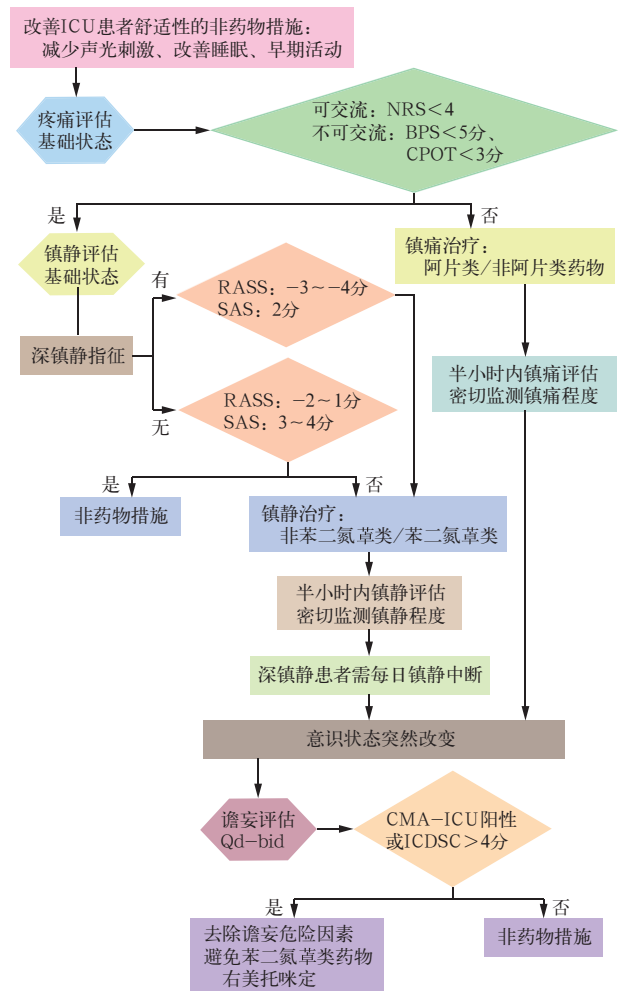 改善ICU患者舒适性的非药物措施：
减少声光刺激、改善睡眠、早期活动
疼痛评估
基础状态
可交流：NRS<4
不可交流：BPS<5分、
CPOT<3分
是
否
镇静评估
基础状态
镇痛治疗：
阿片类/非阿片类药物
有
RASS：-3～-4分
SAS：2分
深镇静指征
半小时内镇痛评估
密切监测镇痛程度
RASS：-2～1分
SAS：3～4分
无
是
否
非药物措施
镇静治疗：
非苯二氮䓬类/苯二氮䓬类
半小时内镇静评估
密切监测镇静程度
深镇静患者需每日镇静中断
意识状态突然改变
谵妄评估
Qd-bid
CMA-ICU阳性
或ICDSC>4分
是
否
去除谵妄危险因素
避免苯二氮䓬类药物
右美托咪定
非药物措施